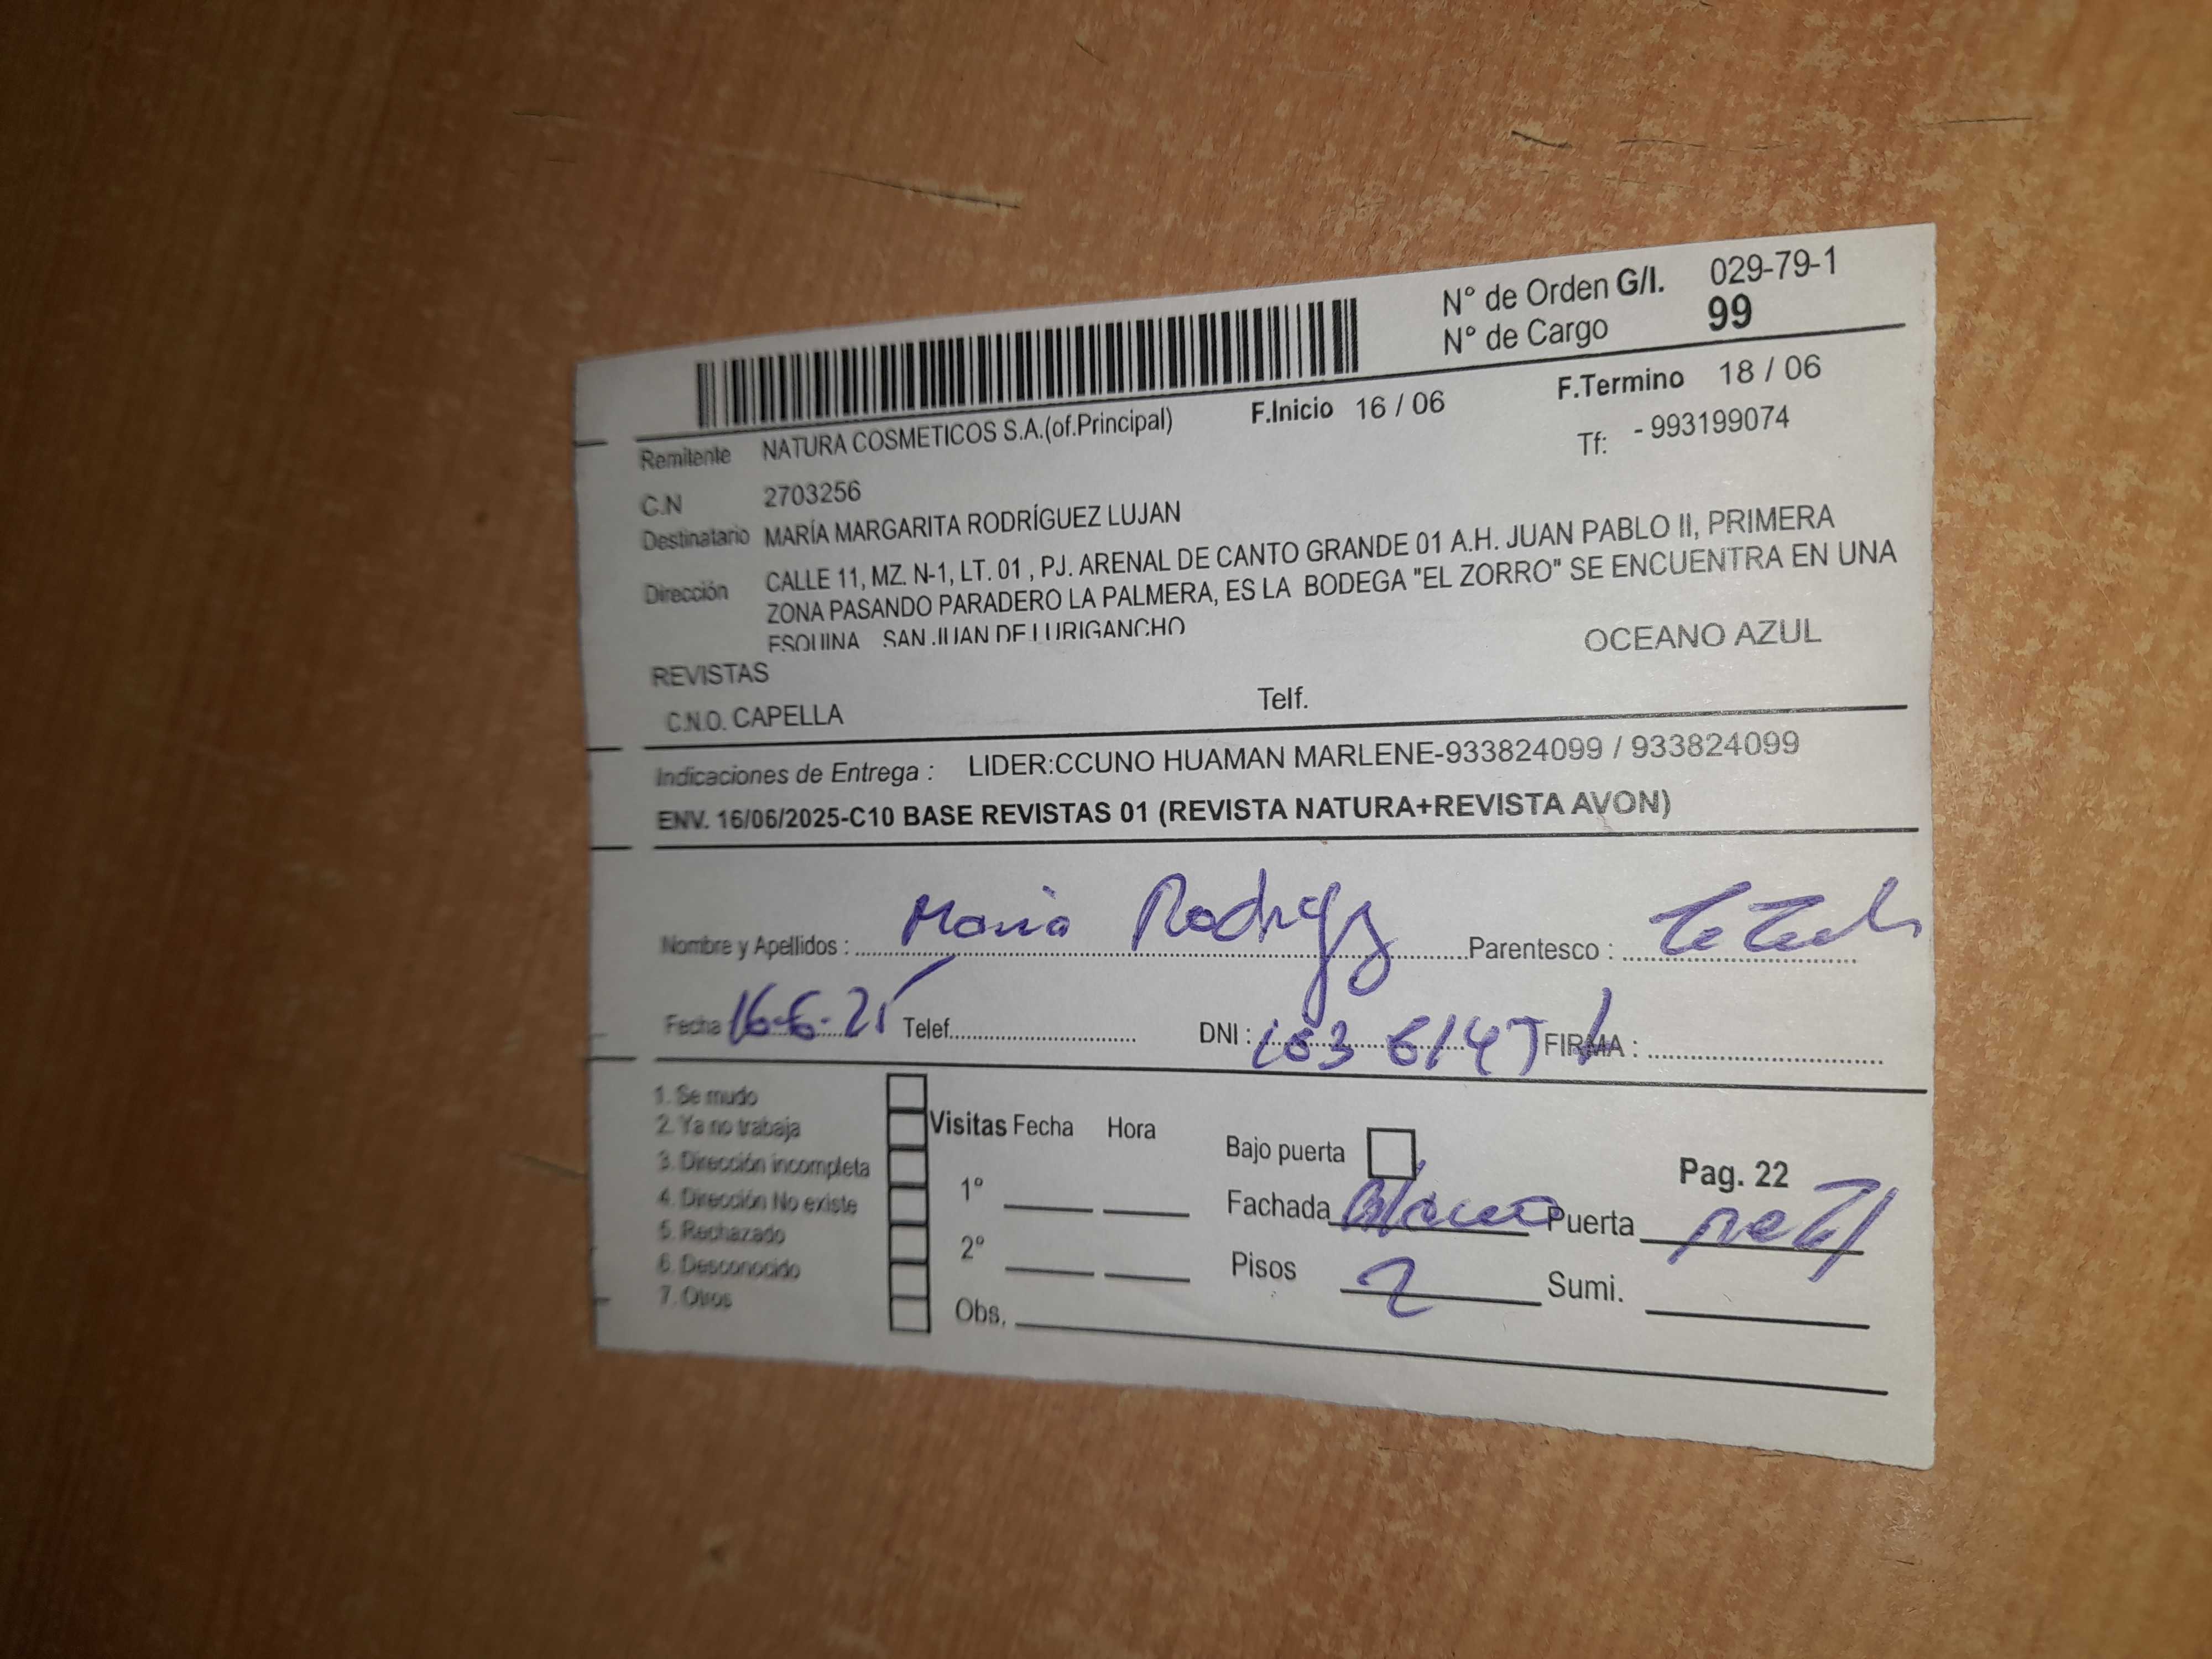 N° de Orden G/I. 029-79-1
N° de Cargo 99
F.Inicio 16 / 06 F.Termino 18 / 06
Remitente NATURA COSMETICOS S.A.(of.Principal) Tf: - 993199074
C.N 2703256
Destinatario MARÍA MARGARITA RODRÍGUEZ LUJAN
Dirección CALLE 11, MZ. N-1, LT. 01 , PJ. ARENAL DE CANTO GRANDE 01 A.H. JUAN PABLO II, PRIMERA
ZONA PASANDO PARADERO LA PALMERA, ES LA BODEGA "EL ZORRO" SE ENCUENTRA EN UNA
ESQUINA SAN JUAN DE LURIGANCHO
OCEANO AZUL
REVISTAS
C.N.O. CAPELLA Telf.
Indicaciones de Entrega : LIDER:CCUNO HUAMAN MARLENE-933824099 / 933824099
ENV. 16/06/2025-C10 BASE REVISTAS 01 (REVISTA NATURA+REVISTA AVON)
Nombre y Apellidos : Maria Parentesco :
Fecha 16-6-25 Telef. DNI : FIRMA :
1. Se mudo
2. Ya no trabaja
3. Dirección incompleta
4. Dirección No existe
5. Rechazado
6. Desconocido
7. Otros
Visitas Fecha Hora
1°
2°
Obs.
Bajo puerta Pag. 22
Fachada Blanco Puerta
Pisos 2 Sumi.